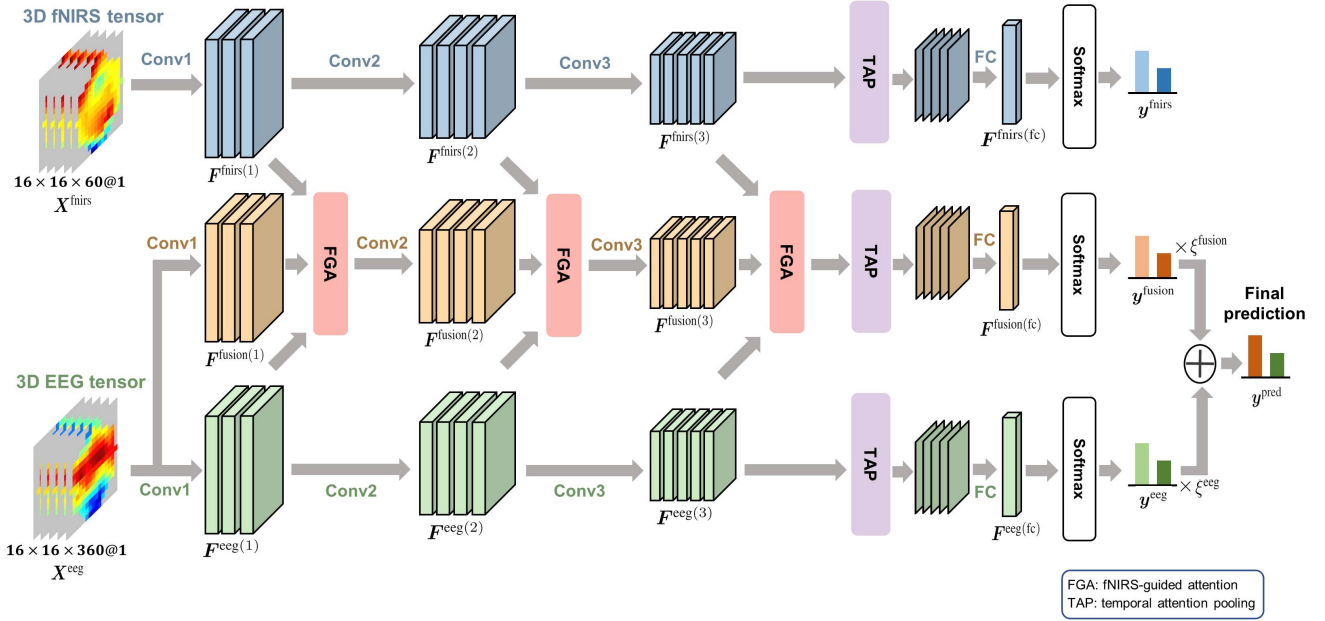 3D fNIRS tensor
16 × 16 × 60@1
X^fnirs
Conv1
F^fnirs(1)
Conv2
F^fnirs(2)
Conv3
F^fnirs(3)
TAP
FC
F^fnirs(fc)
Softmax
y^fnirs
Conv1
F^fusion(1)
FGA
Conv2
F^fusion(2)
FGA
Conv3
F^fusion(3)
FGA
TAP
FC
F^fusion(fc)
Softmax
y^fusion
× ξ^fusion
Final
prediction
y^pred
3D EEG tensor
16 × 16 × 360@1
X^eeg
Conv1
F^eeg(1)
Conv2
F^eeg(2)
Conv3
F^eeg(3)
TAP
FC
F^eeg(fc)
Softmax
y^eeg
× ξ^eeg
FGA: fNIRS-guided attention
TAP: temporal attention pooling